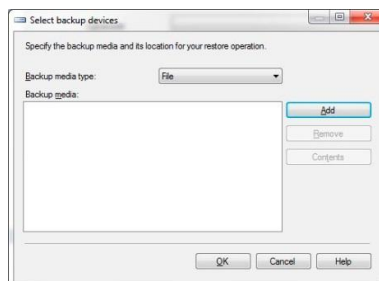 Select backup devices
Specify the backup media and its location for your restore operation.
Backup media type:
File
Backup media:
Add
Remove
Contents
OK
Cancel
Help